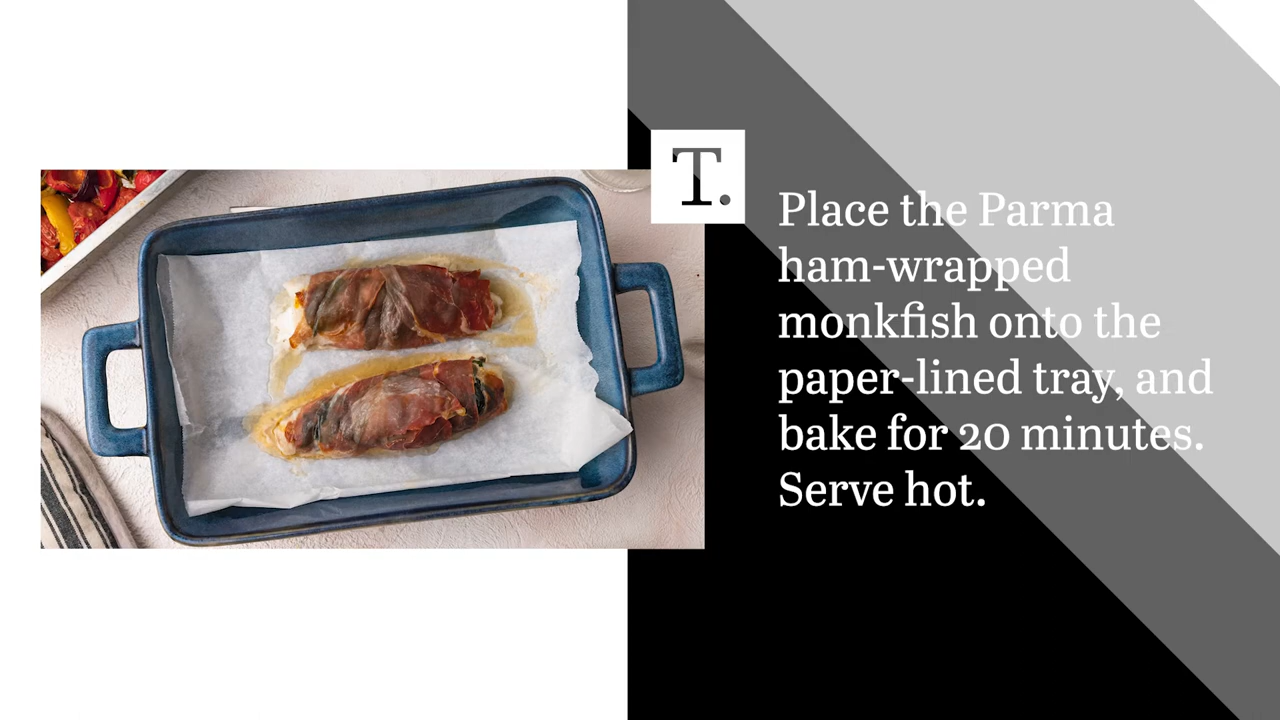 T.
Place the Parma
ham-wrapped
monkfish onto the
paper-lined tray, and
bake for 20 minutes.
Serve hot.